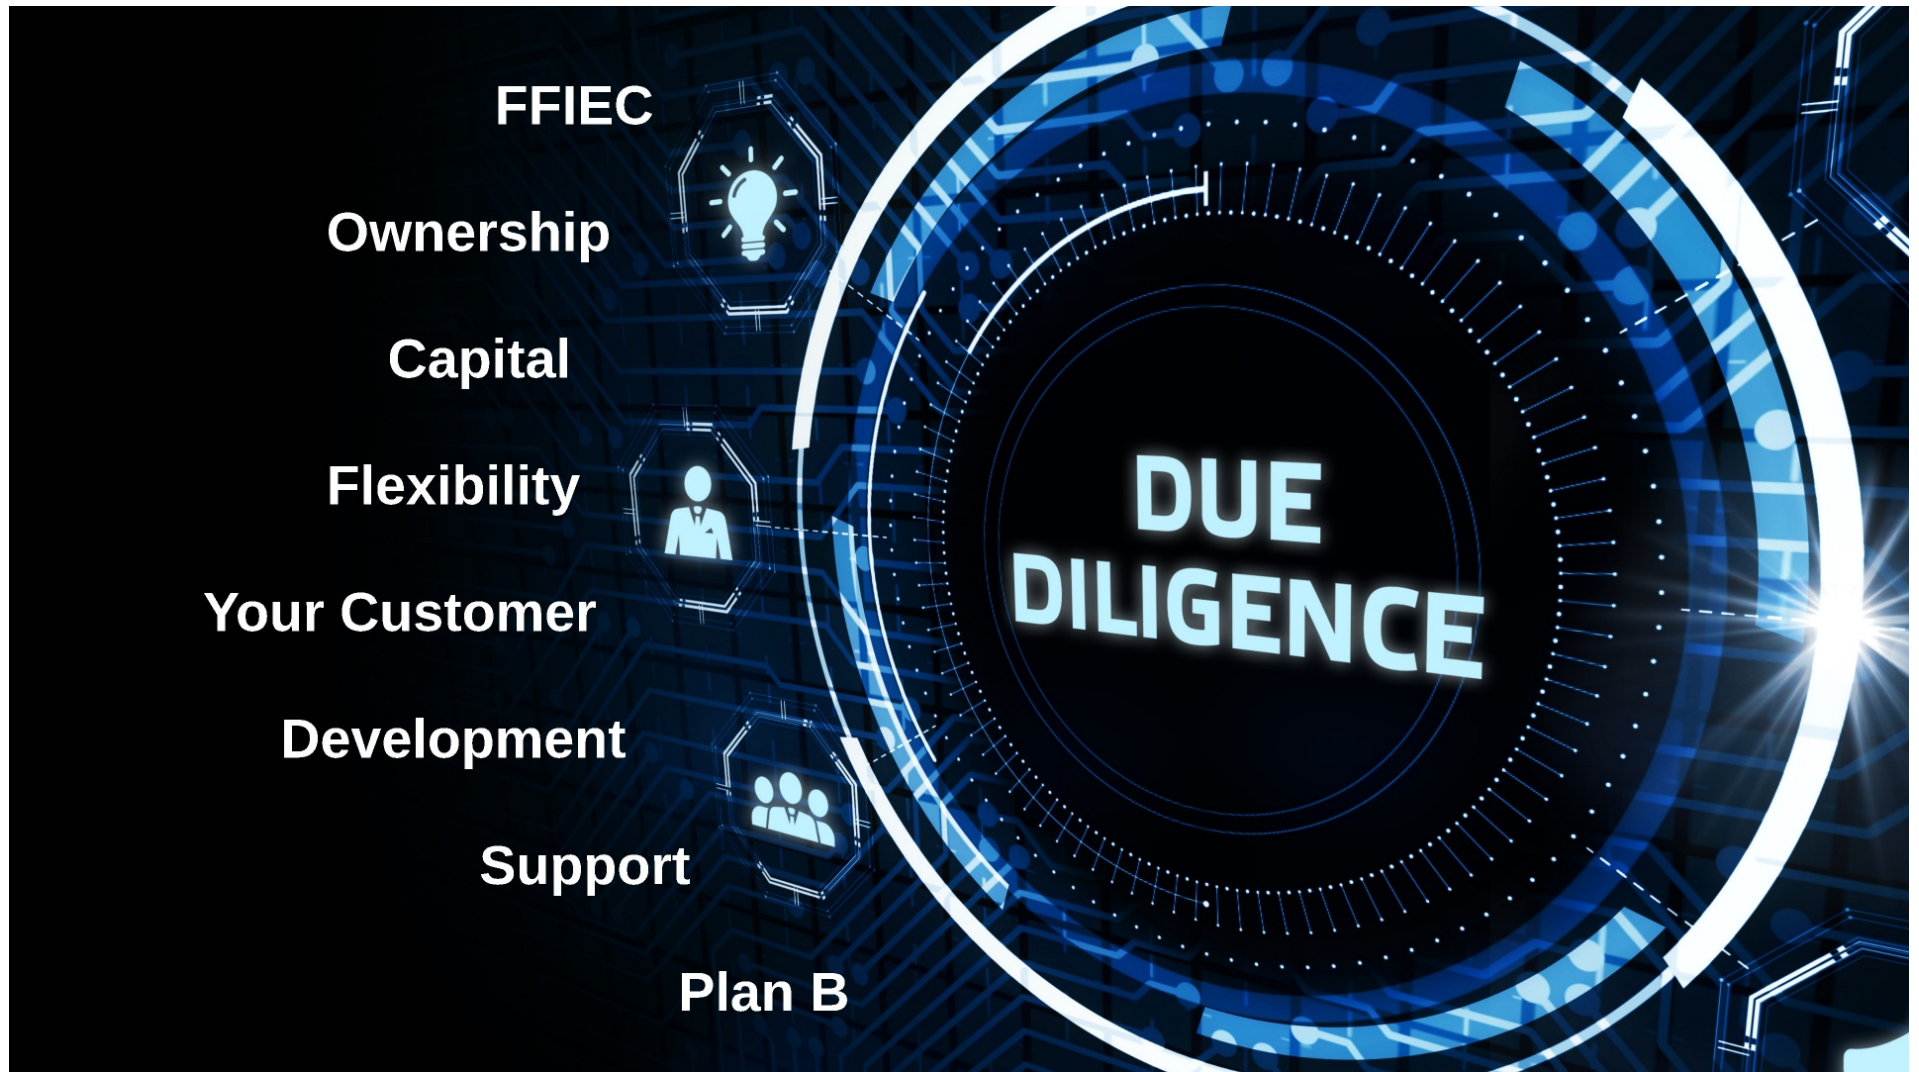 FFIEC
Ownership
Capital
Flexibility
Your Customer
Development
Support
Plan B
DUE
DILIGENCE